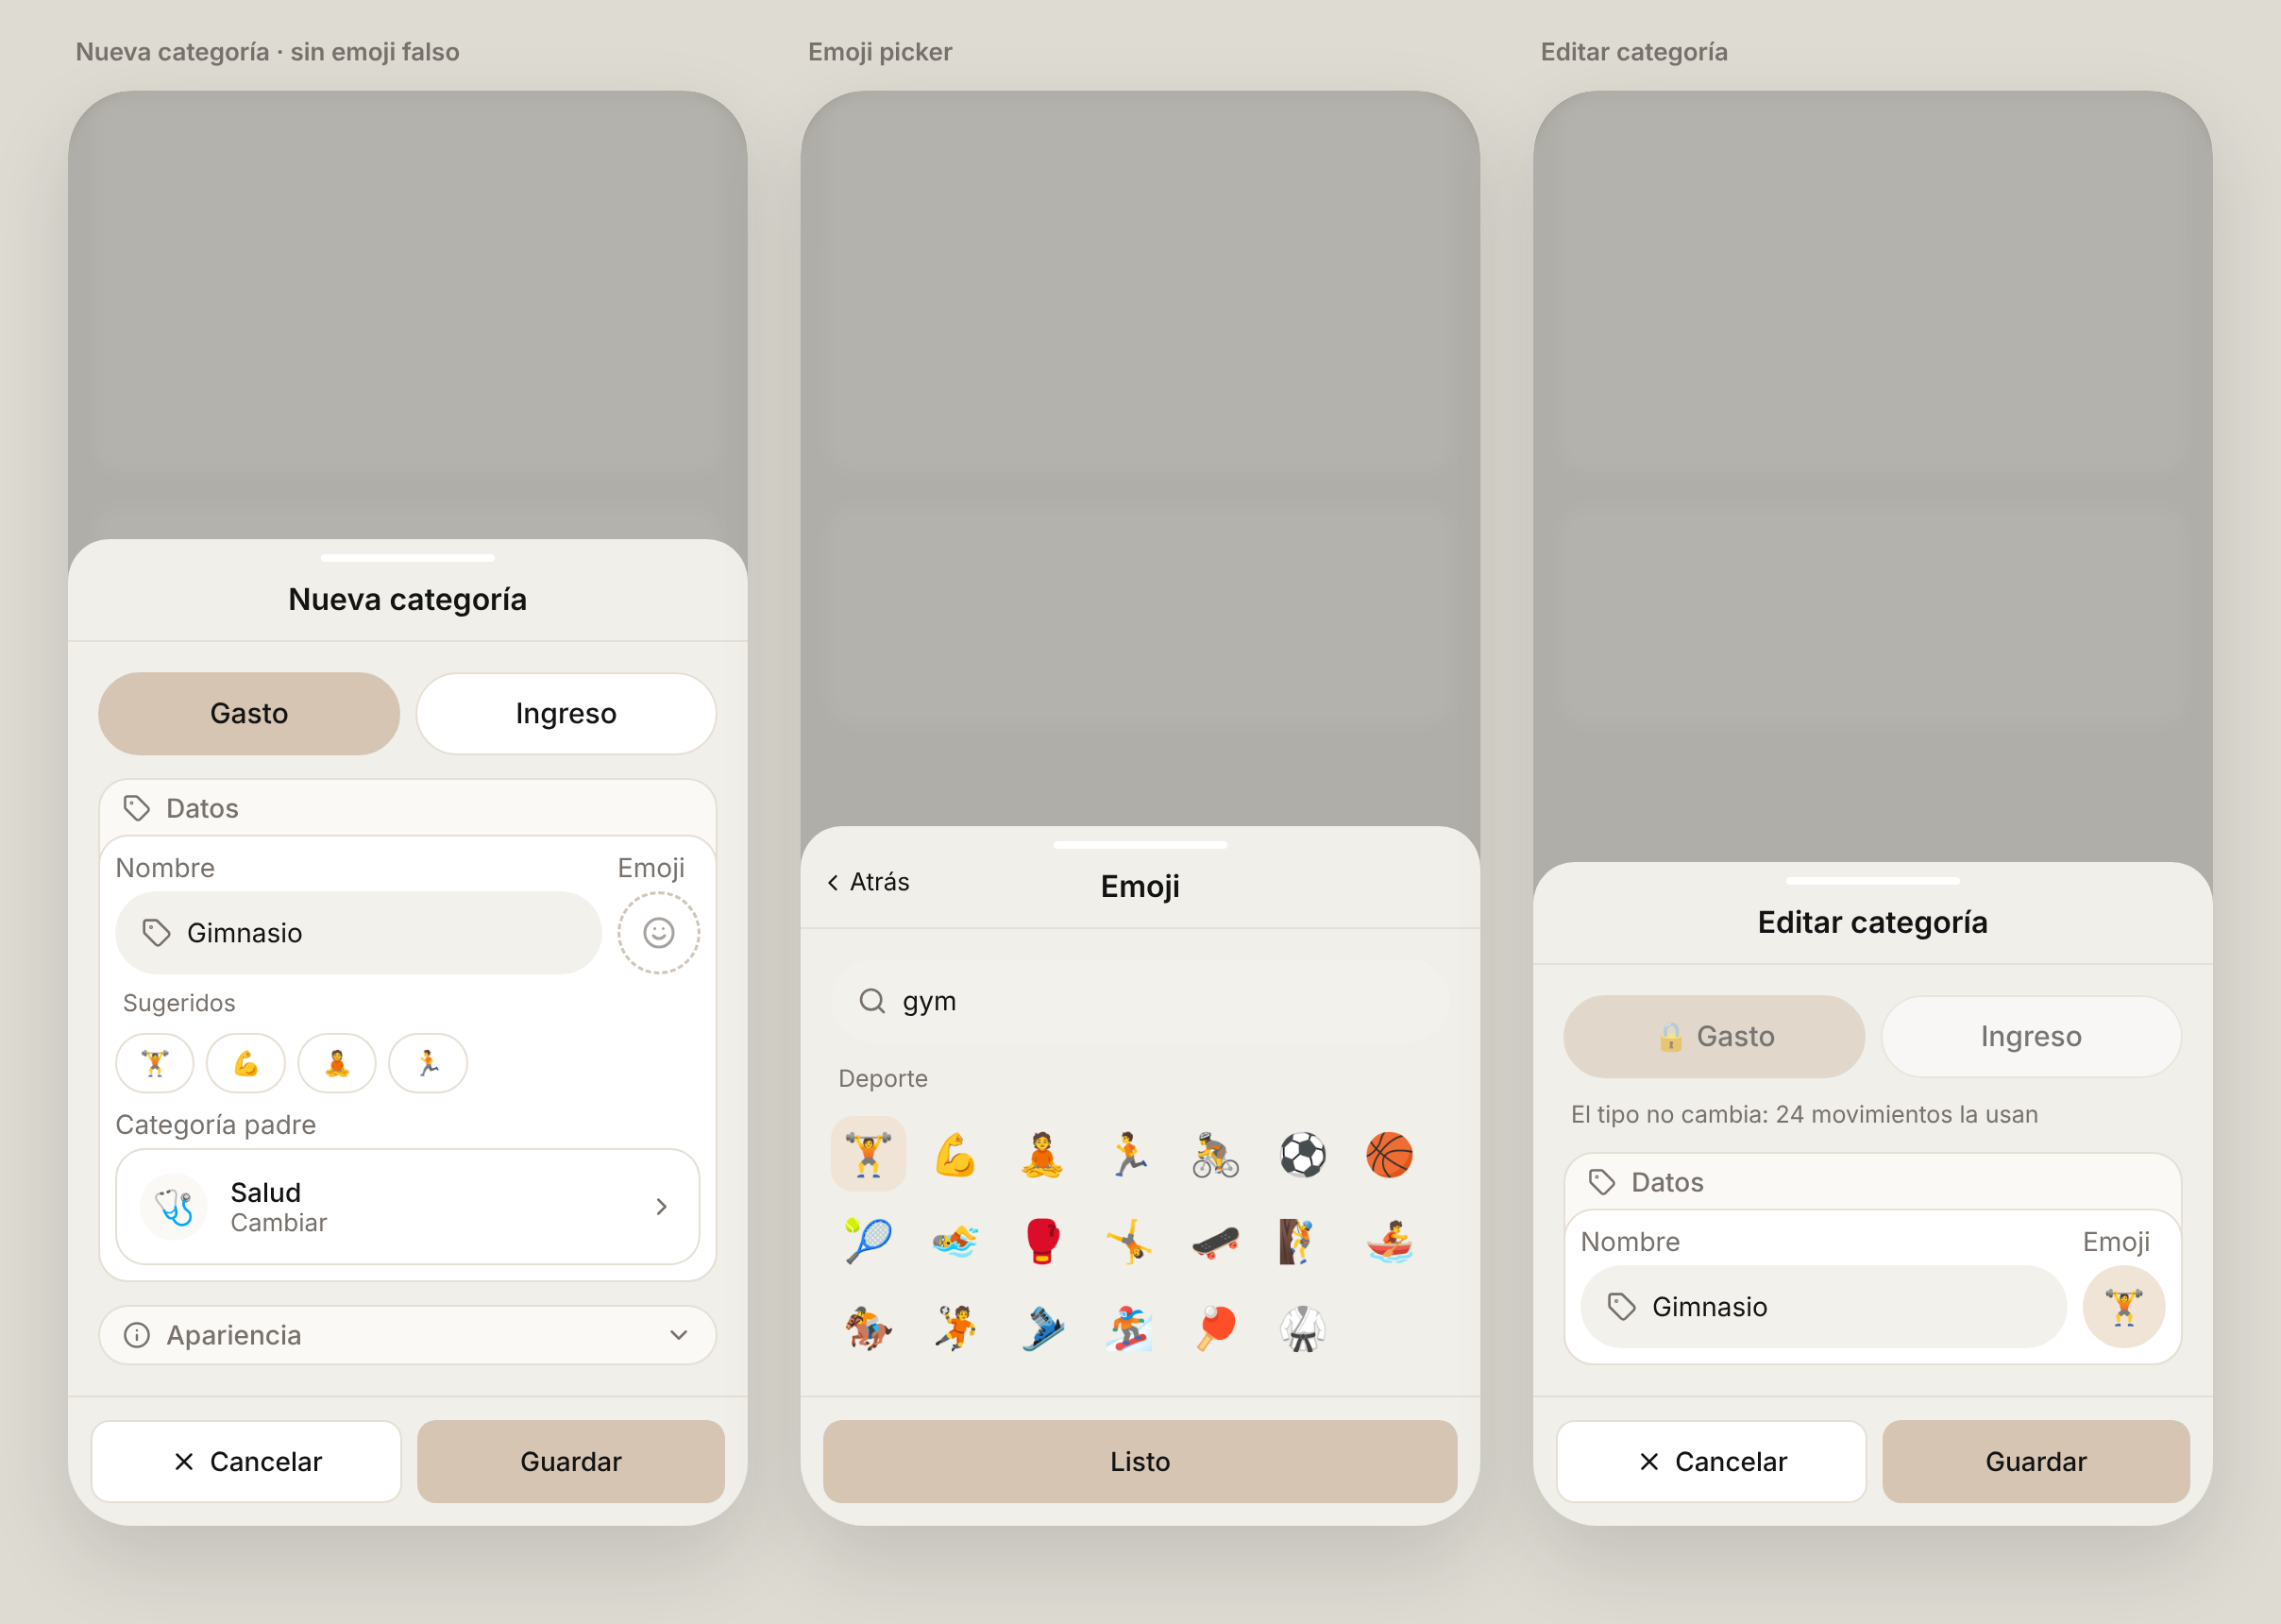 Nueva categoría · sin emoji falso
Nueva categoría
Gasto
Ingreso
Datos
Nombre
Emoji
Gimnasio
Sugeridos
Categoría padre
Salud
Cambiar
Apariencia
Cancelar
Guardar
Emoji picker
Atrás
Emoji
gym
Deporte
Listo
Editar categoría
Editar categoría
Gasto
Ingreso
El tipo no cambia: 24 movimientos la usan
Datos
Nombre
Emoji
Gimnasio
Cancelar
Guardar